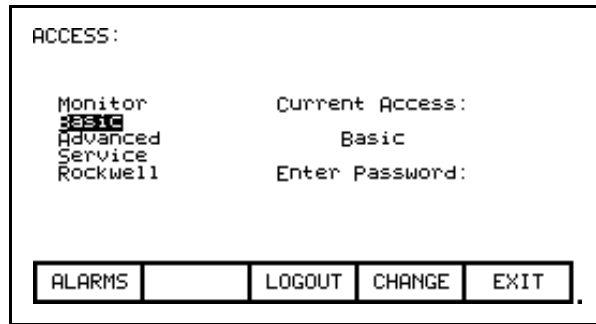 ACCESS:
Monitor
Basic
Advanced
Service
Rockwell
Current Access:
Basic
Enter Password:
ALARMS LOGOUT CHANGE EXIT